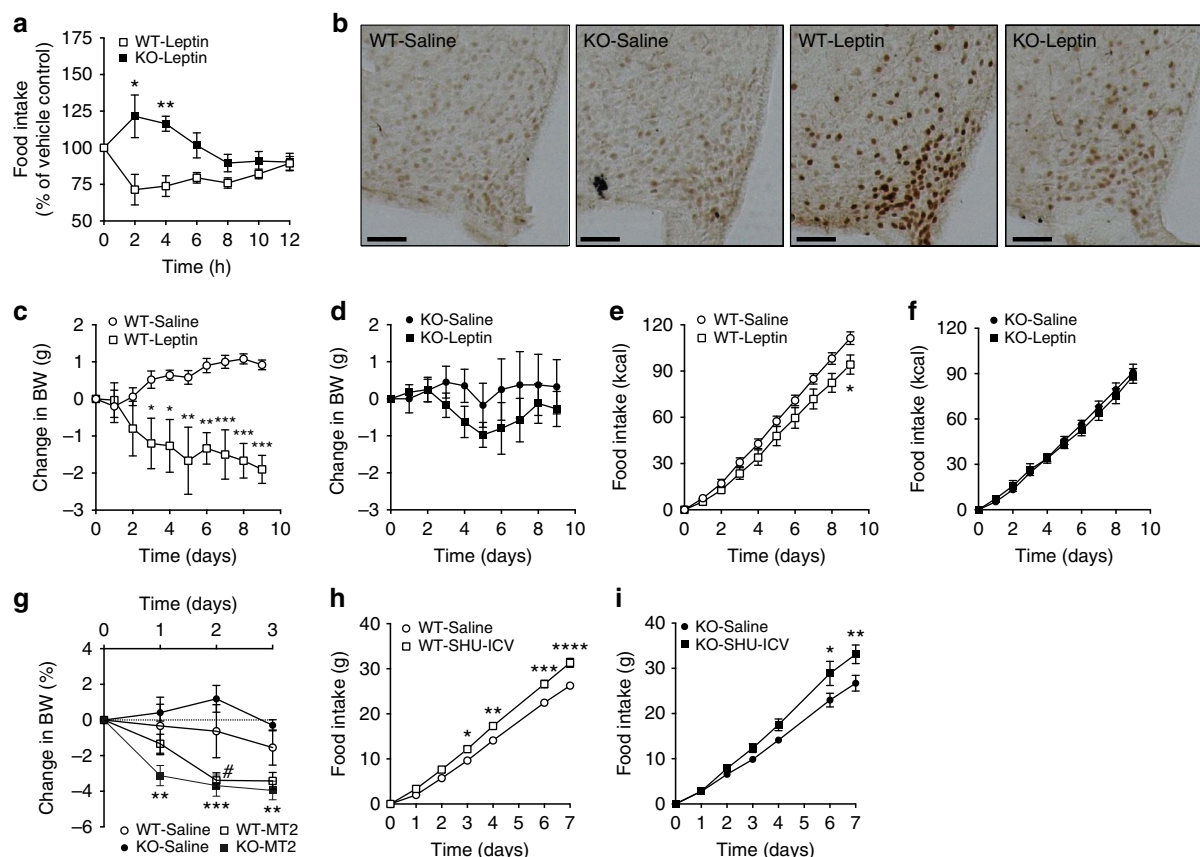 a
175
150
125
100
75
50
Food intake
(% of vehicle control)
WT-Leptin
KO-Leptin
*
**
0 2 4 6 8 10 12
Time (h)
b
WT-Saline
KO-Saline
WT-Leptin
KO-Leptin
c
WT-Saline
WT-Leptin
2
1
0
−1
−2
−3
Change in BW (g)
* * ** ** *** *** ***
0 2 4 6 8 10
Time (days)
d
KO-Saline
KO-Leptin
2
1
0
−1
−2
−3
Change in BW (g)
0 2 4 6 8 10
Time (days)
e
WT-Saline
WT-Leptin
120
90
60
30
0
Food intake (kcal)
*
0 2 4 6 8 10
Time (days)
f
KO-Saline
KO-Leptin
120
90
60
30
0
Food intake (kcal)
0 2 4 6 8 10
Time (days)
g
Time (days)
0 1 2 3
4
2
0
−2
−4
−6
Change in BW (%)
#
** *** **
WT-Saline WT-MT2
KO-Saline KO-MT2
h
WT-Saline
WT-SHU-ICV
40
30
20
10
0
Food intake (g)
* ** *** ****
0 1 2 3 4 5 6 7
Time (days)
i
KO-Saline
KO-SHU-ICV
40
30
20
10
0
Food intake (g)
* **
0 1 2 3 4 5 6 7
Time (days)